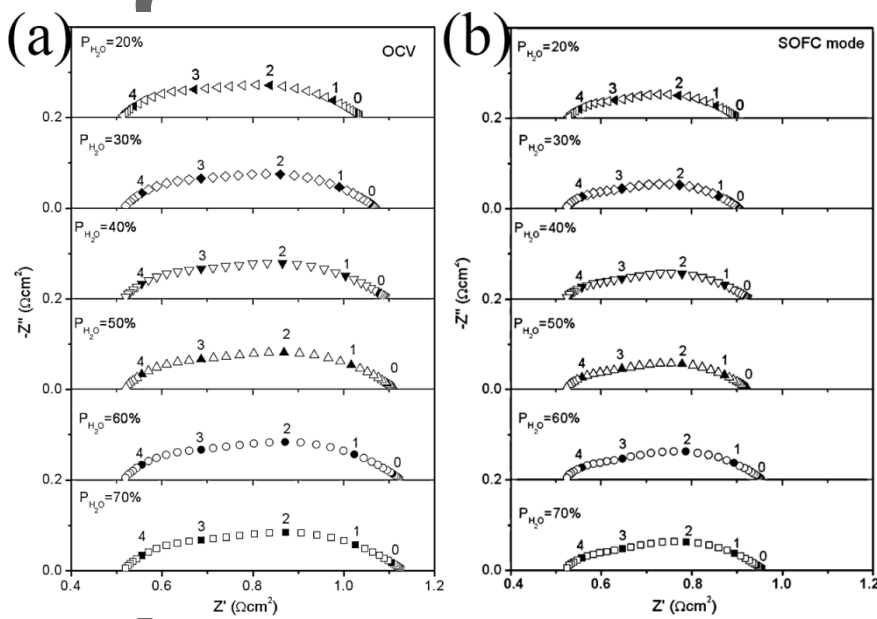 (a)
OCV
P_H₂O=20%
4 3 2 1 0
0.2
P_H₂O=30%
4 3 2 1 0
0.0
P_H₂O=40%
4 3 2 1 0
0.2
P_H₂O=50%
4 3 2 1 0
0.0
P_H₂O=60%
4 3 2 1 0
0.2
P_H₂O=70%
4 3 2 1 0
0.0
0.4 0.6 0.8 1.0 1.2
-Z'' (Ωcm²)
Z' (Ωcm²)
(b)
SOFC mode
P_H₂O=20%
4 3 2 1 0
0.2
P_H₂O=30%
4 3 2 1 0
0.0
P_H₂O=40%
4 3 2 1 0
0.2
P_H₂O=50%
4 3 2 1 0
0.0
P_H₂O=60%
4 3 2 1 0
0.2
P_H₂O=70%
4 3 2 1 0
0.0
0.4 0.6 0.8 1.0 1.2
-Z'' (Ωcm²)
Z' (Ωcm²)